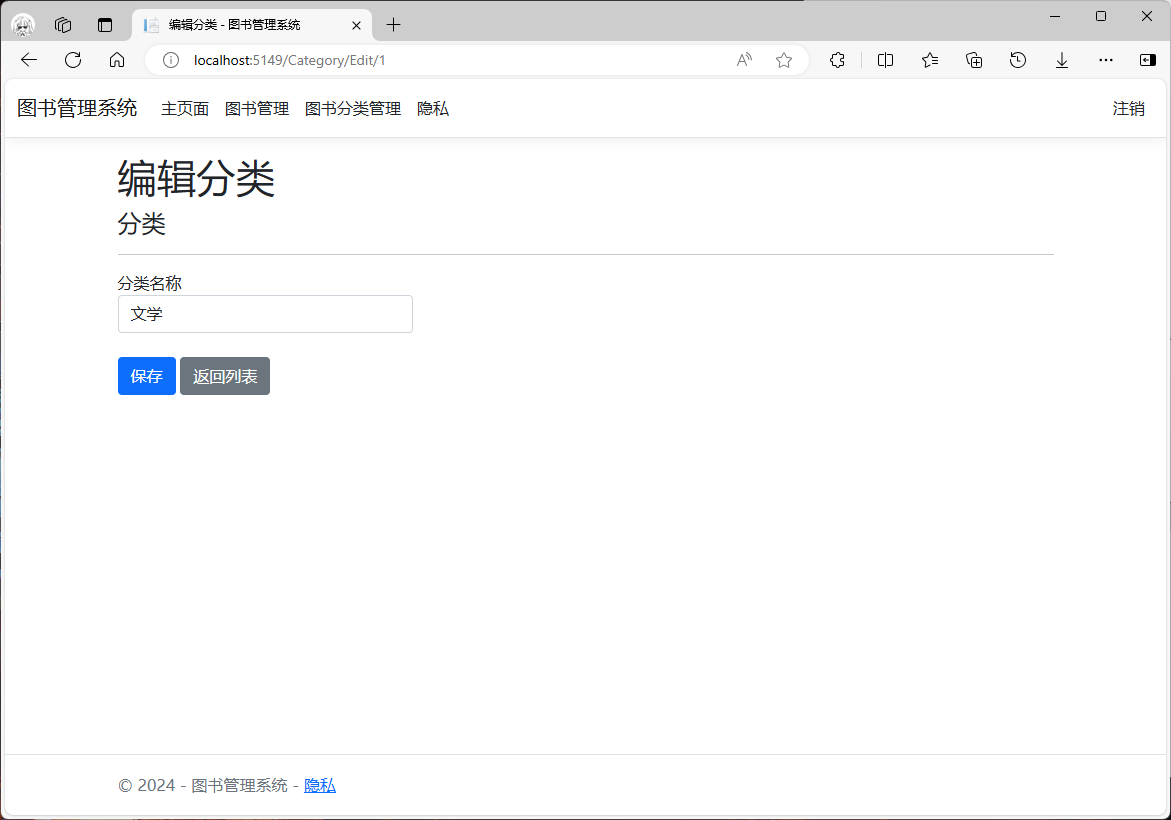 编辑分类 - 图书管理系统
localhost:5149/Category/Edit/1
图书管理系统 主页面 图书管理 图书分类管理 隐私 注销
编辑分类
分类
分类名称
文学
保存 返回列表
© 2024 - 图书管理系统 - 隐私